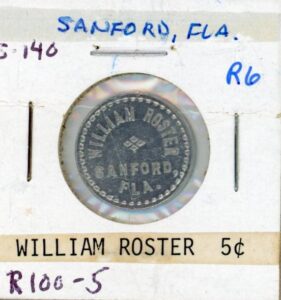 SANFORD, FLA.
S-140
R6
WILLIAM ROSTER
SANFORD,
FLA.
WILLIAM ROSTER 5¢
R100-5